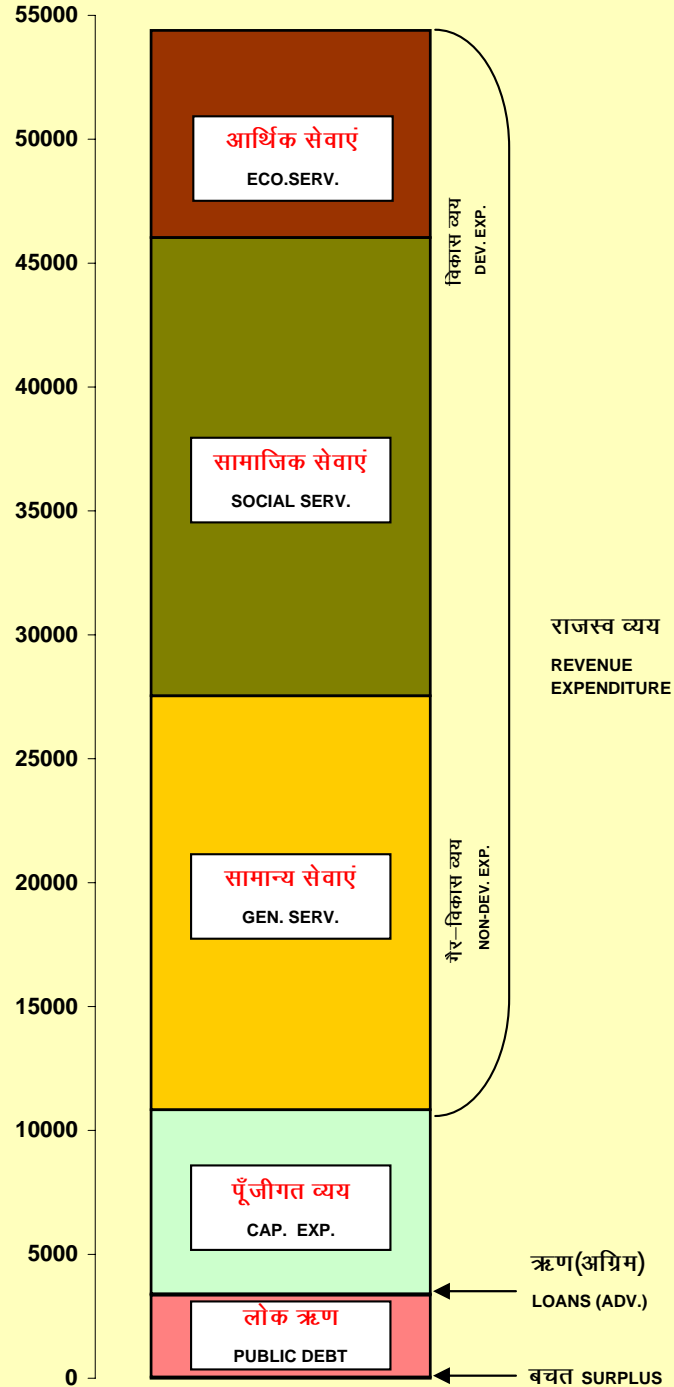 55000
50000
45000
40000
35000
30000
25000
20000
15000
10000
5000
0
आर्थिक सेवाएं
ECO.SERV.
सामाजिक सेवाएं
SOCIAL SERV.
सामान्य सेवाएं
GEN. SERV.
पूँजीगत व्यय
CAP. EXP.
लोक ऋण
PUBLIC DEBT
विकास व्यय
DEV. EXP.
गैर–विकास व्यय
NON-DEV. EXP.
राजस्व व्यय
REVENUE
EXPENDITURE
ऋण(अग्रिम)
LOANS (ADV.)
बचत SURPLUS